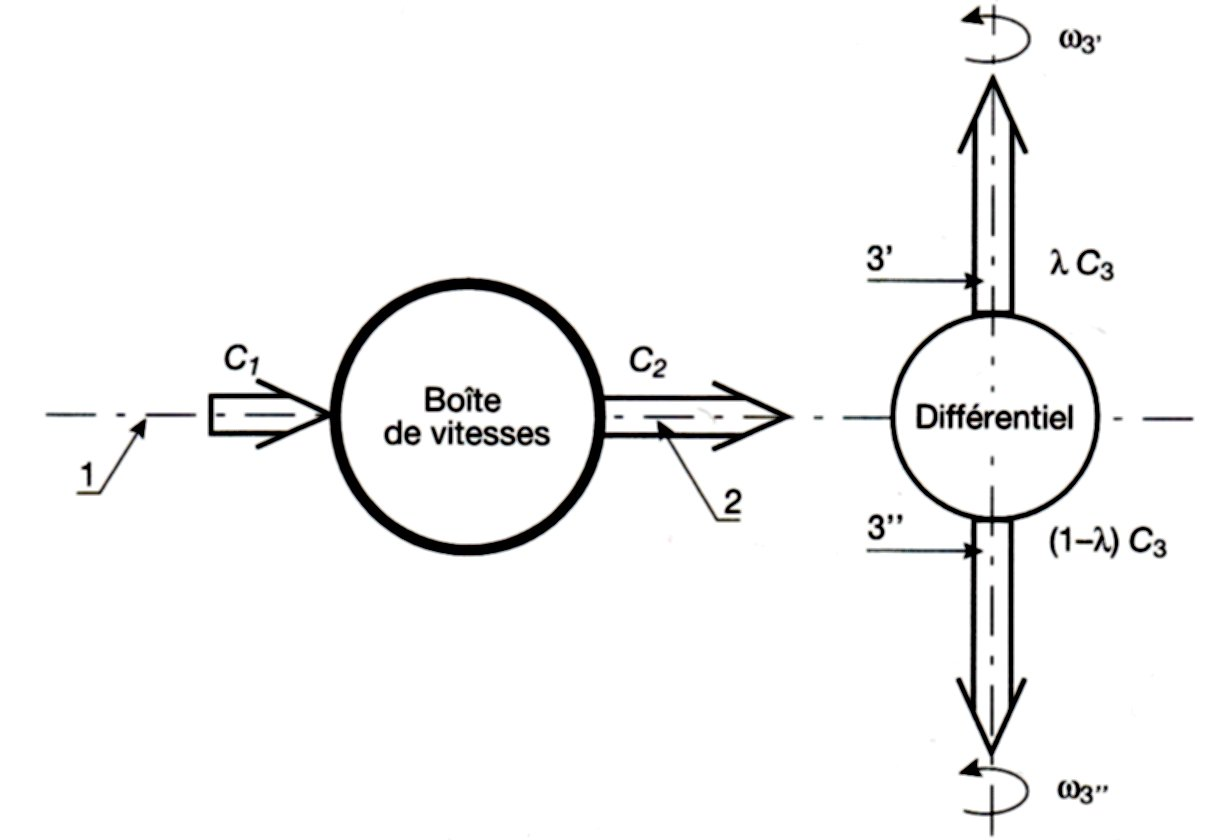 ω3'
3'
λ C3
C1
C2
Boîte
de vitesses
Différentiel
1
2
3''
(1–λ) C3
ω3''